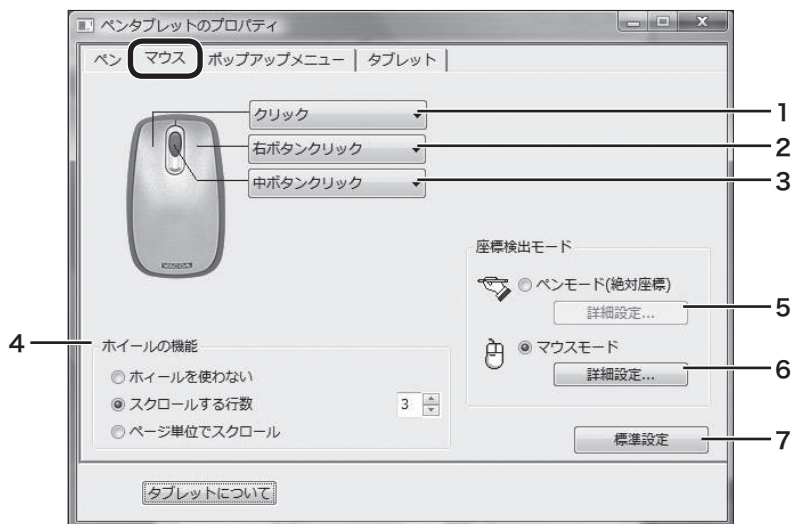 ペンタブレットのプロパティ
ペン マウス ポップアップメニュー タブレット
クリック 1
右ボタンクリック 2
中ボタンクリック 3
WACOM
座標検出モード
ペンモード(絶対座標)
詳細設定... 5
4 ホイールの機能
マウスモード
ホィールを使わない
詳細設定... 6
スクロールする行数 3
ページ単位でスクロール
標準設定 7
タブレットについて